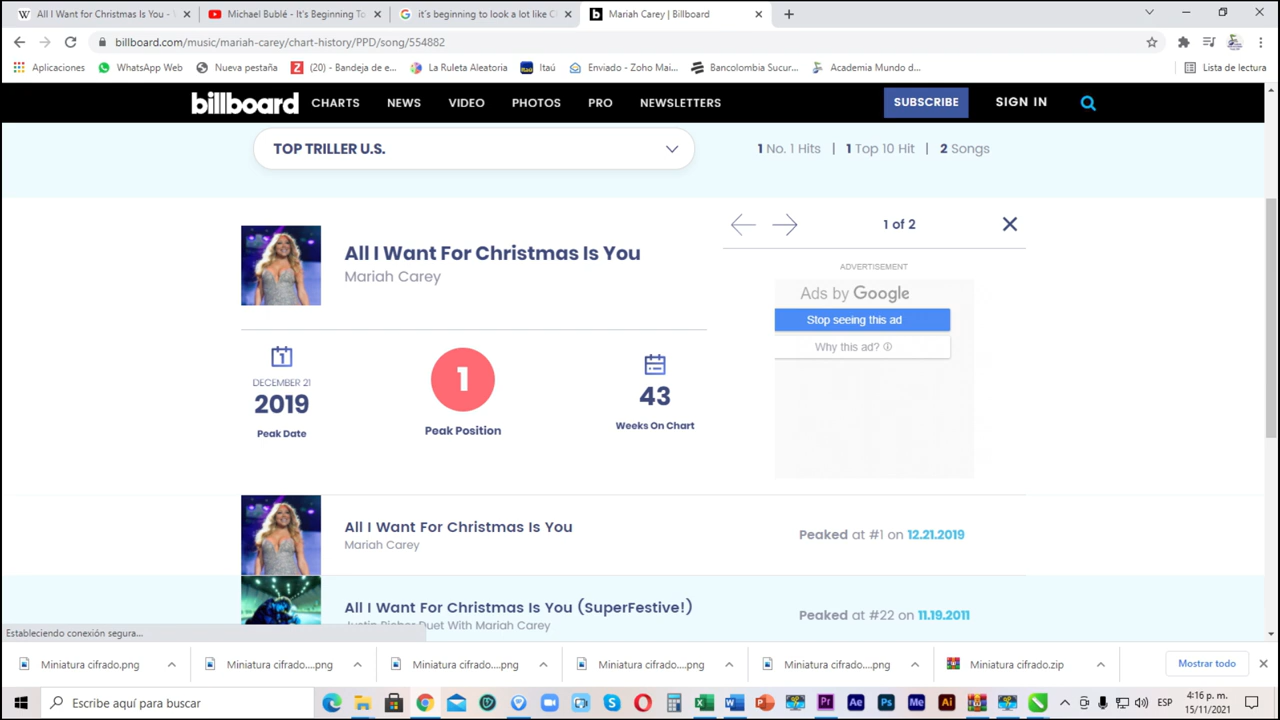 All I Want for Christmas Is You -
Michael Bublé - It's Beginning To
it´s beginning to look a lot like C
Mariah Carey | Billboard
billboard.com/music/mariah-carey/chart-history/PPD/song/554882
Aplicaciones
WhatsApp Web
Nueva pestaña
(20) - Bandeja de e...
La Ruleta Aleatoria
Itaú
Enviado - Zoho Mai...
Bancolombia Sucur...
Academia Mundo d...
Lista de lectura
billboard CHARTS NEWS VIDEO PHOTOS PRO NEWSLETTERS SUBSCRIBE SIGN IN
TOP TRILLER U.S.
1 No. 1 Hits | 1 Top 10 Hit | 2 Songs
1 of 2
All I Want For Christmas Is You
Mariah Carey
ADVERTISEMENT
Ads by Google
Stop seeing this ad
Why this ad?
DECEMBER 21
2019
Peak Date
1
Peak Position
43
Weeks On Chart
All I Want For Christmas Is You
Mariah Carey
Peaked at #1 on 12.21.2019
All I Want For Christmas Is You (SuperFestive!)
Justin Bieber Duet With Mariah Carey
Peaked at #22 on 11.19.2011
Estableciendo conexión segura...
Miniatura cifrado.png
Miniatura cifrado....png
Miniatura cifrado....png
Miniatura cifrado....png
Miniatura cifrado....png
Miniatura cifrado.zip
Mostrar todo
Escribe aquí para buscar
ESP
4:16 p. m.
15/11/2021